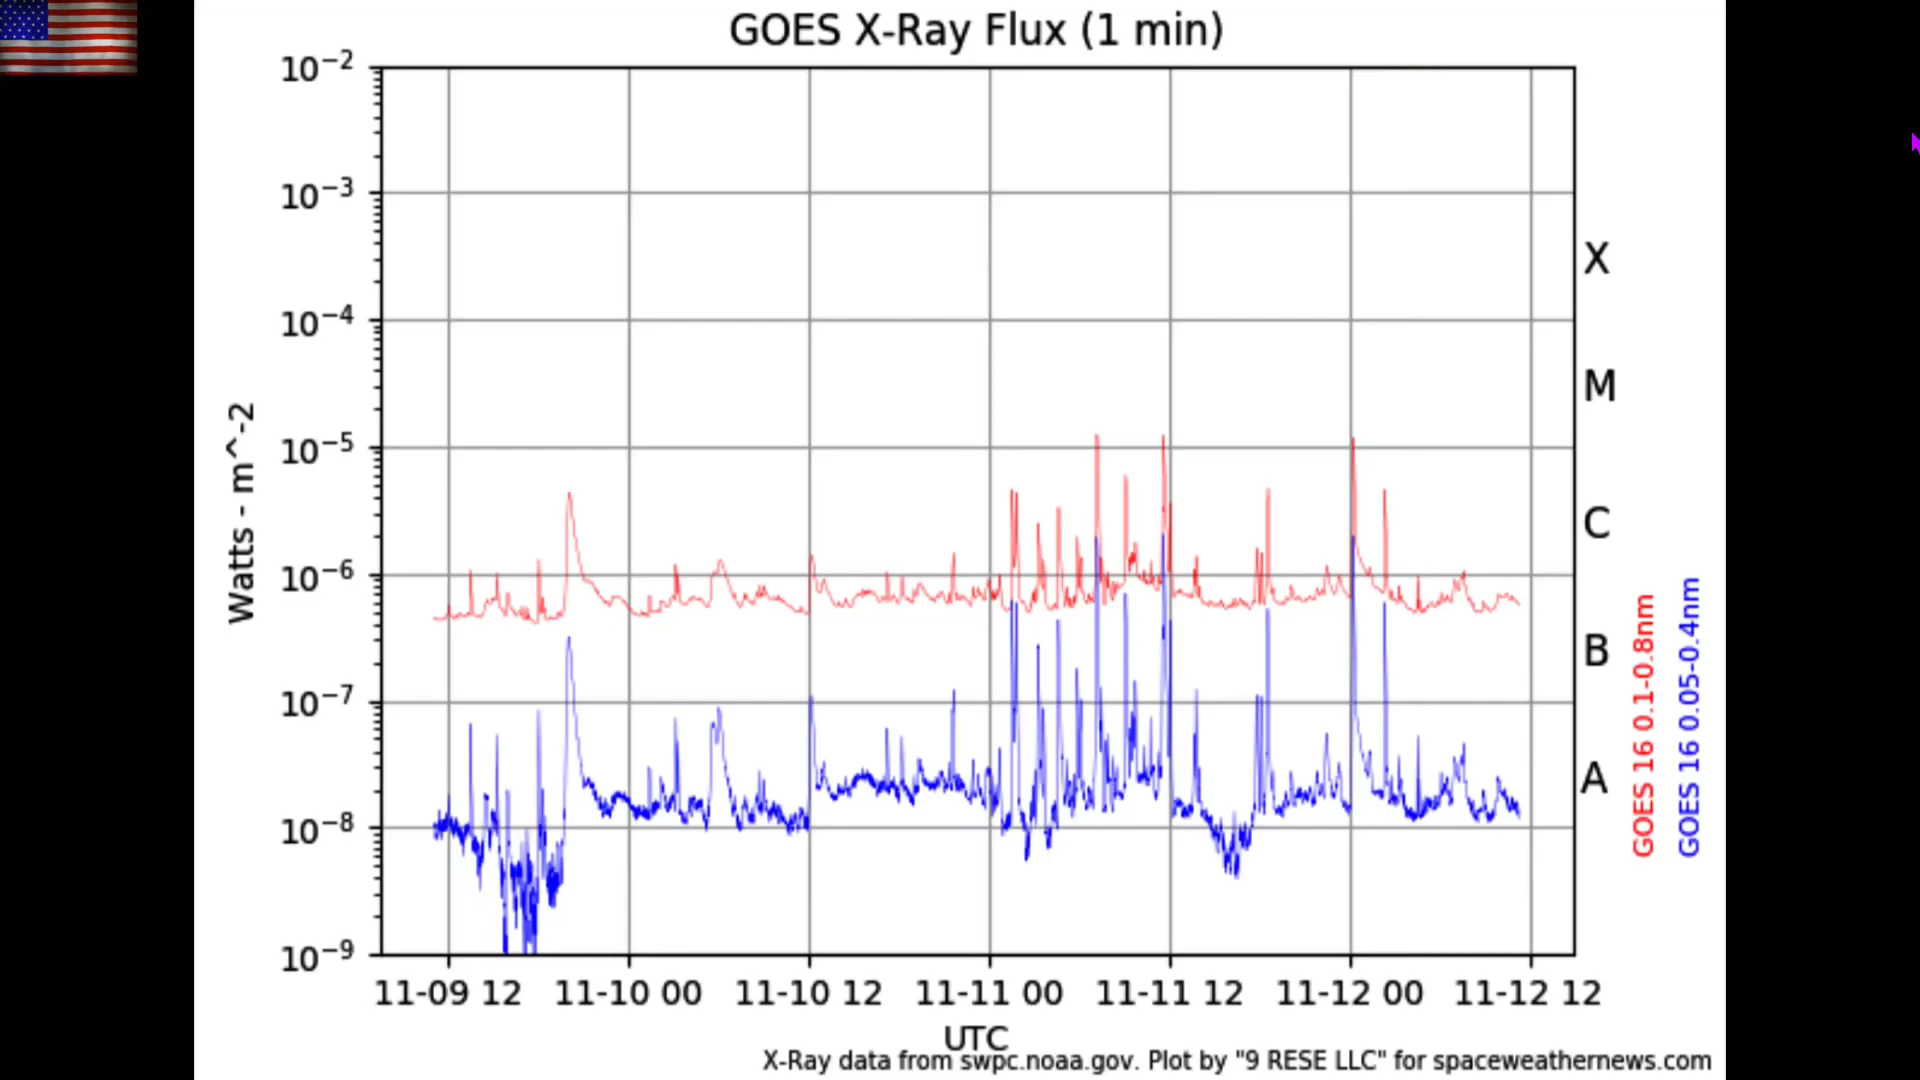 GOES X-Ray Flux (1 min)
10−2
10−3
10−4
10−5
10−6
10−7
10−8
10−9
Watts - m^-2
X
M
C
B
A
GOES 16 0.1-0.8nm
GOES 16 0.05-0.4nm
11-09 12 11-10 00 11-10 12 11-11 00 11-11 12 11-12 00 11-12 12
UTC
X-Ray data from swpc.noaa.gov. Plot by "9 RESE LLC" for spaceweathernews.com